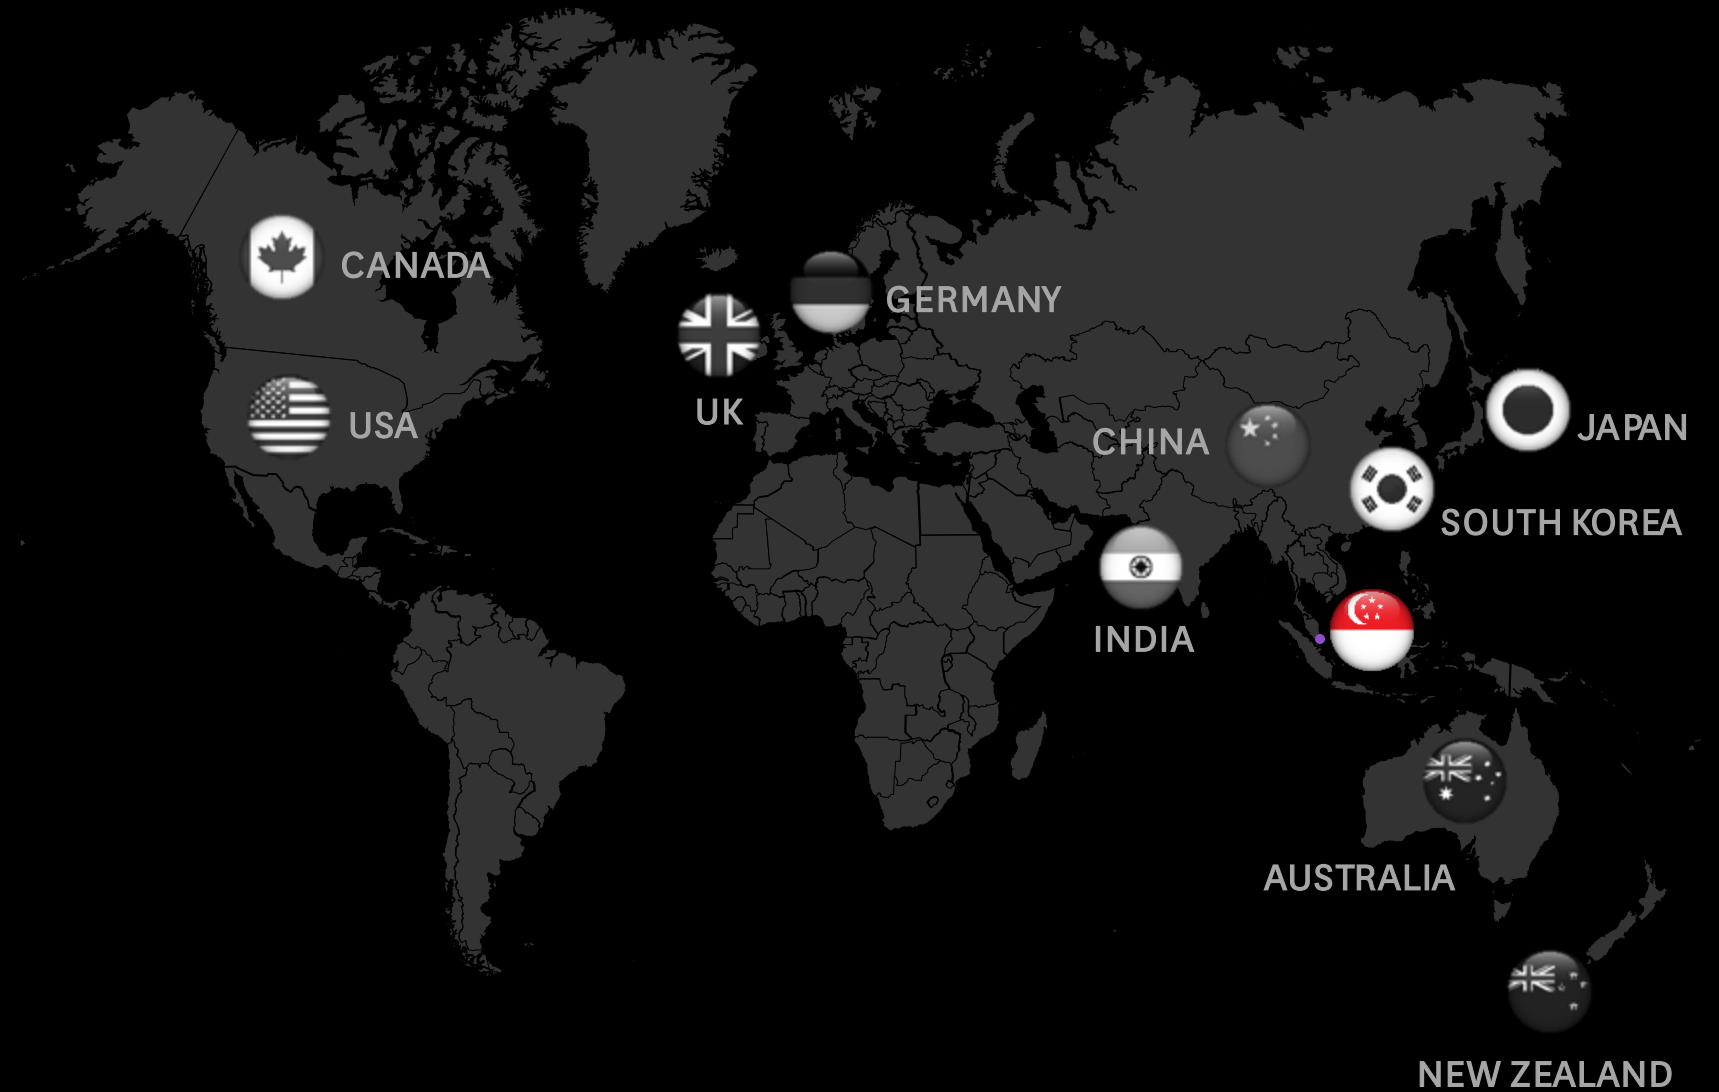 CANADA
GERMANY
UK
USA
CHINA
JAPAN
SOUTH KOREA
INDIA
AUSTRALIA
NEW ZEALAND